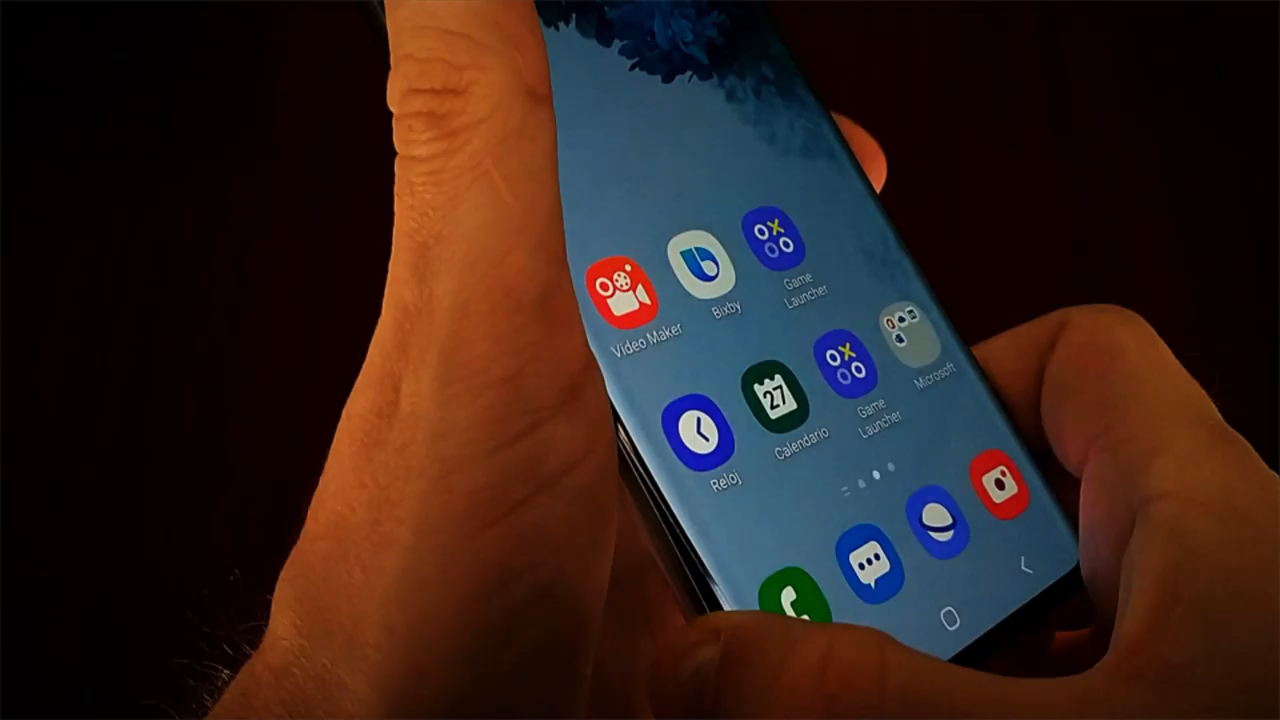 Video Maker
Bixby
Game
Launcher
Reloj
27
Calendario
Game
Launcher
Microsoft